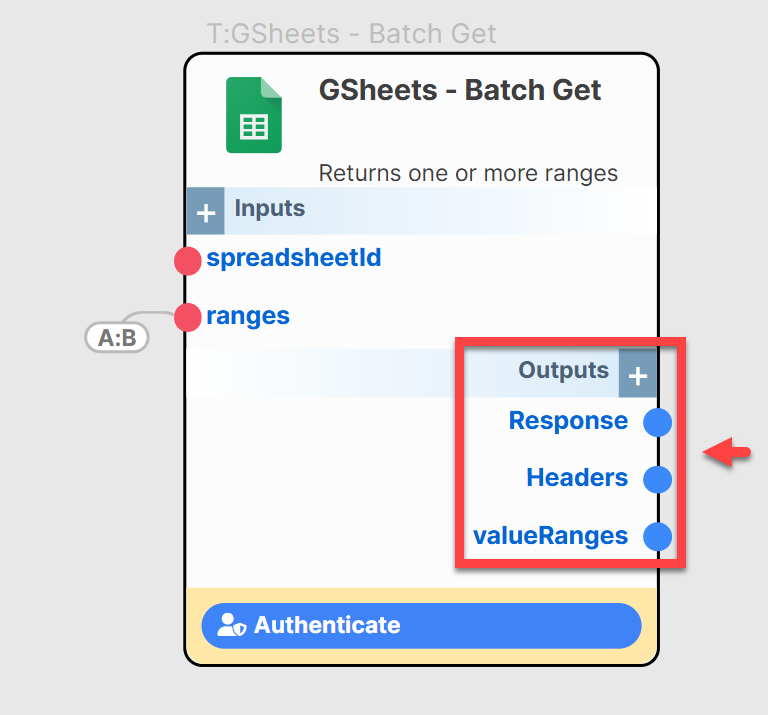 T:GSheets - Batch Get
GSheets - Batch Get
Returns one or more ranges
+ Inputs
spreadsheetId
ranges
A:B
Outputs +
Response
Headers
valueRanges
Authenticate